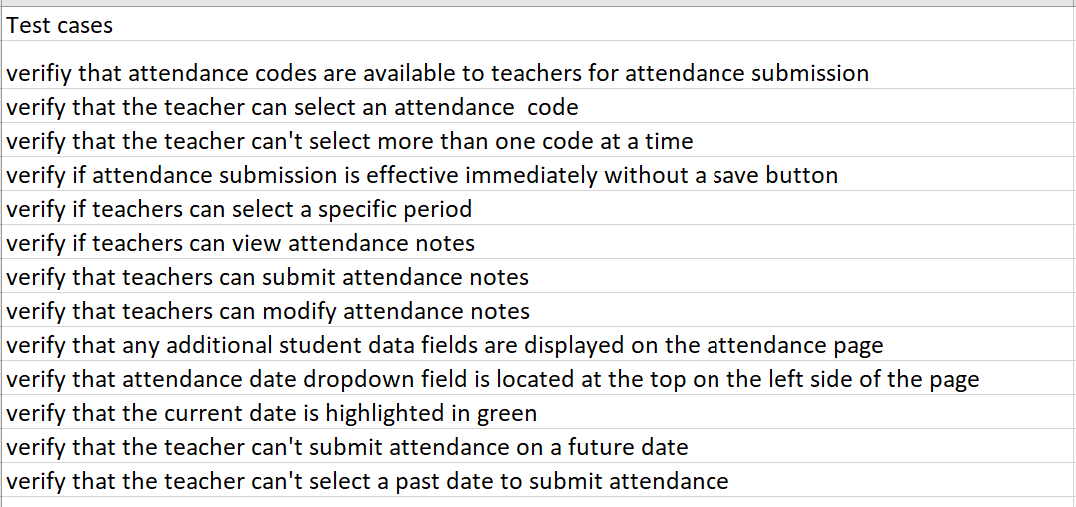 Test cases
verifiy that attendance codes are available to teachers for attendance submission
verify that the teacher can select an attendance  code
verify that the teacher can't select more than one code at a time
verify if attendance submission is effective immediately without a save button
verify if teachers can select a specific period
verify if teachers can view attendance notes
verify that teachers can submit attendance notes
verify that teachers can modify attendance notes
verify that any additional student data fields are displayed on the attendance page
verify that attendance date dropdown field is located at the top on the left side of the page
verify that the current date is highlighted in green
verify that the teacher can't submit attendance on a future date
verify that the teacher can't select a past date to submit attendance